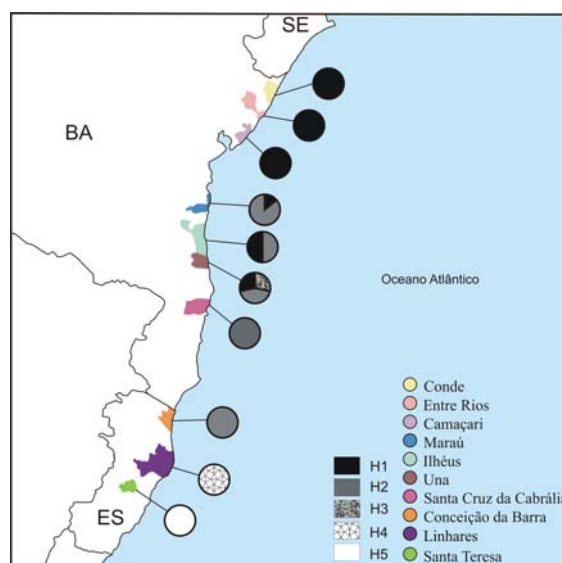 SE
BA
Oceano Atlântico
ES
H1
H2
H3
H4
H5
Conde
Entre Rios
Camaçari
Maraú
Ilhéus
Una
Santa Cruz da Cabrália
Conceição da Barra
Linhares
Santa Teresa